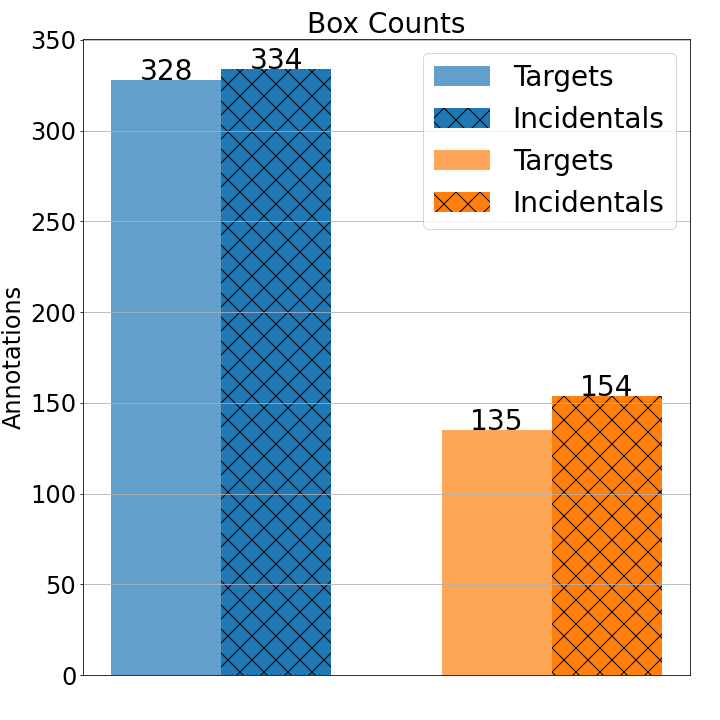 Box Counts
350
300
250
200
150
100
50
0
Annotations
328
334
135
154
Targets
Incidentals
Targets
Incidentals